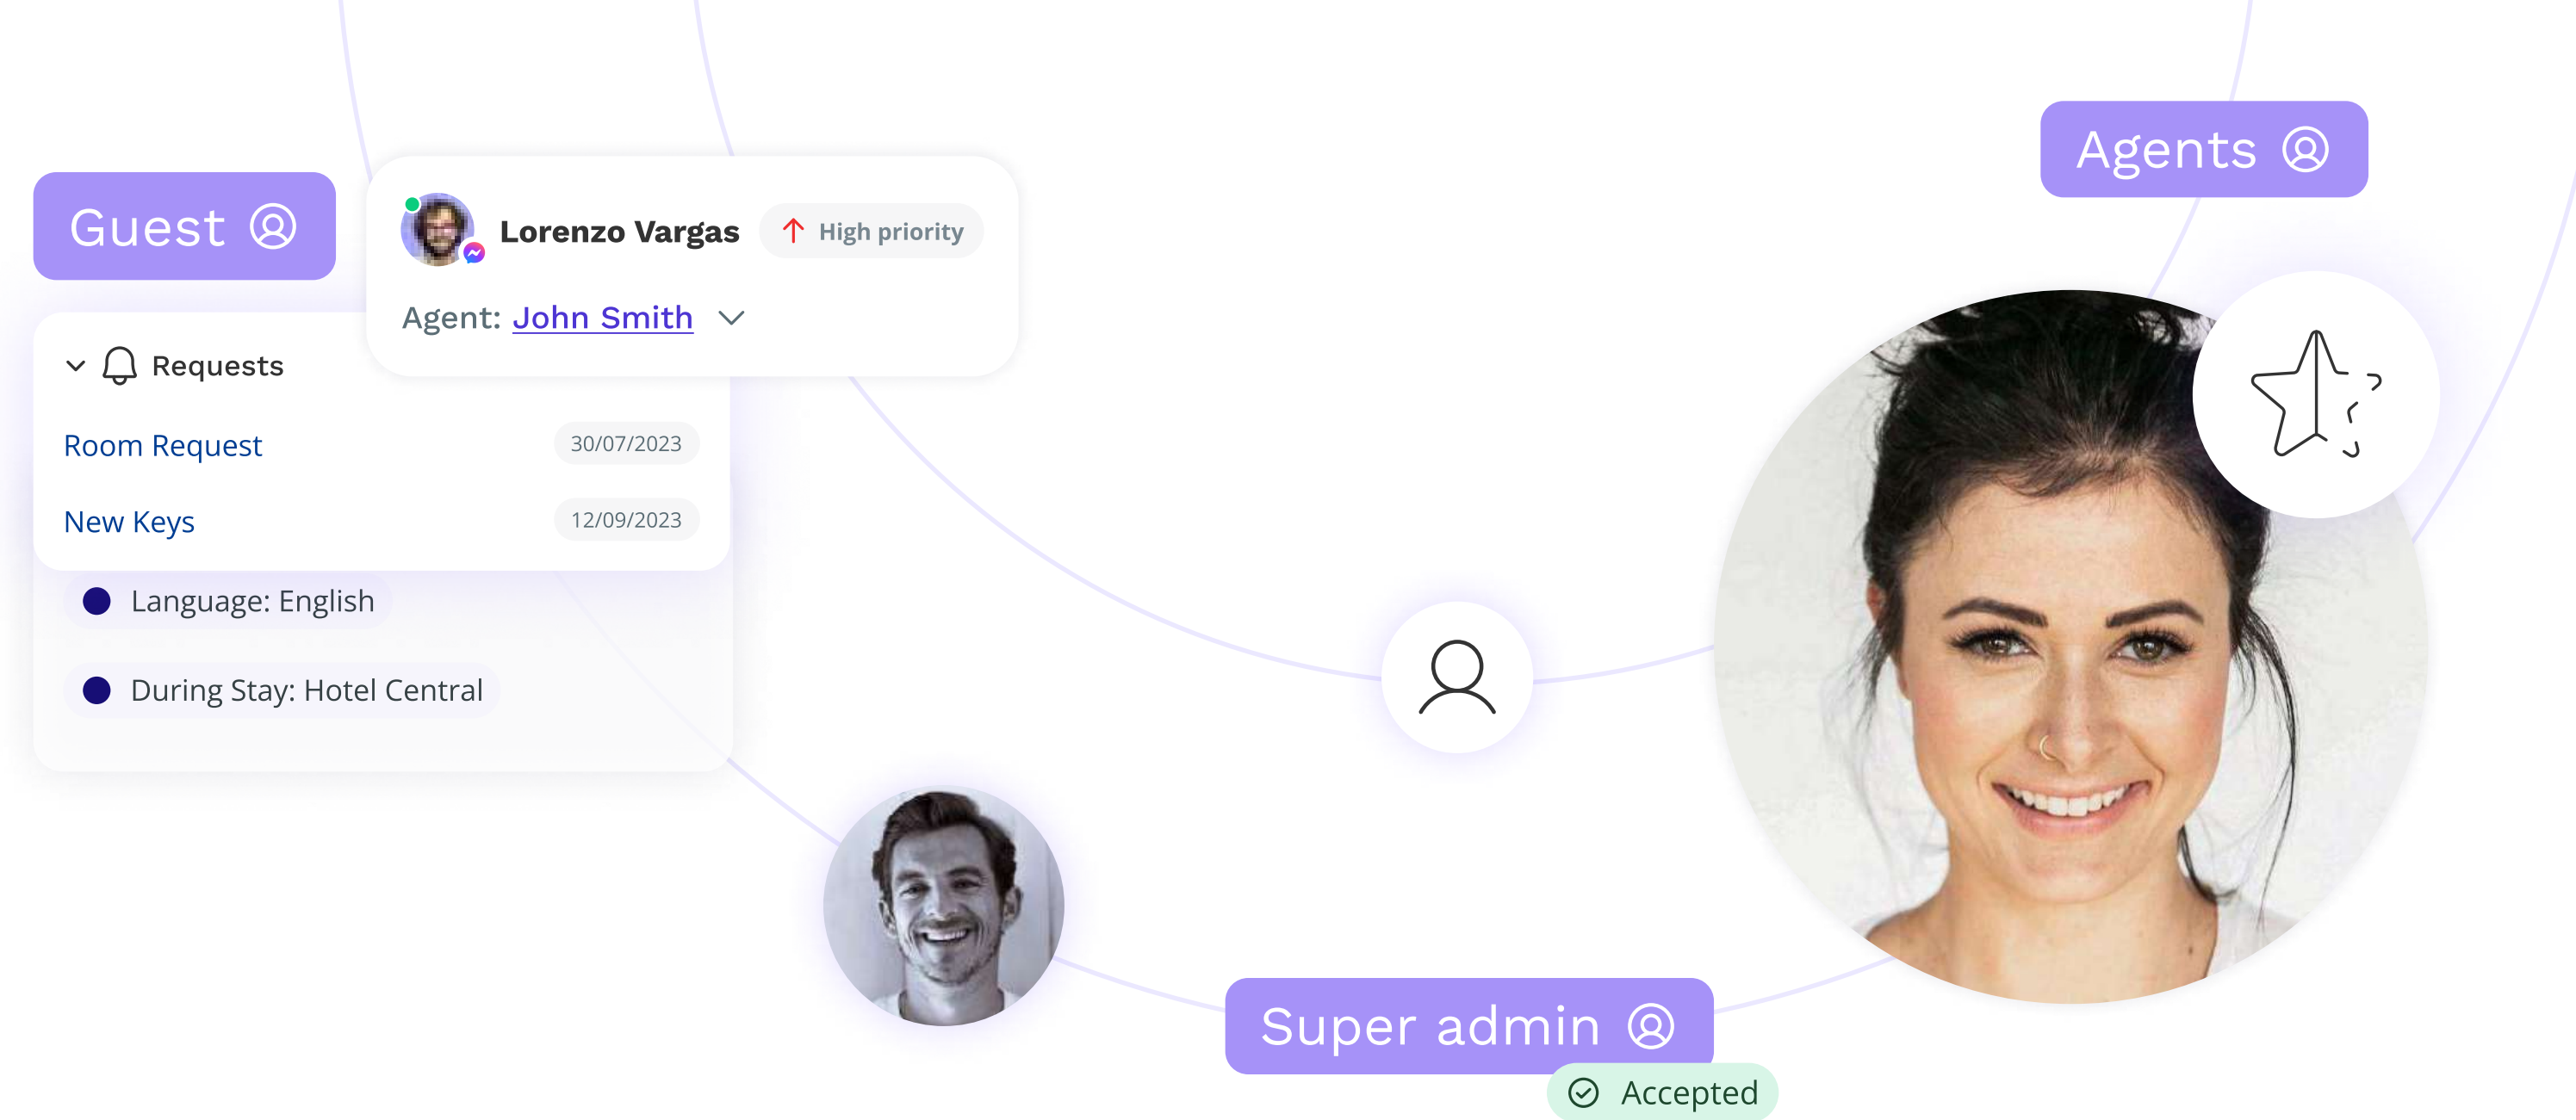 Agents
Guest
Lorenzo Vargas
High priority
Agent: John Smith
Requests
Room Request
30/07/2023
New Keys
12/09/2023
Language: English
During Stay: Hotel Central
Super admin
Accepted